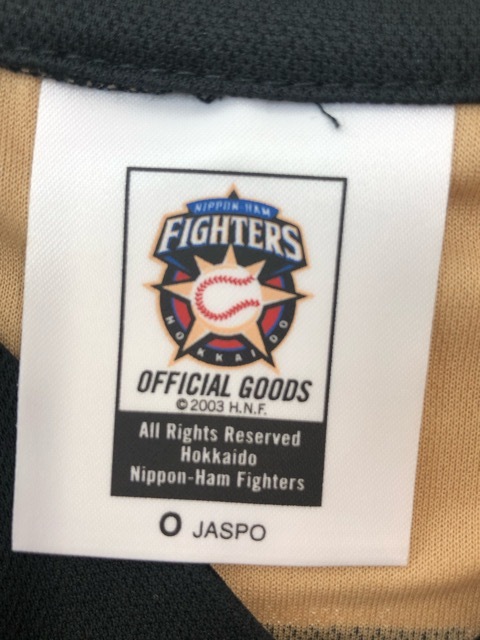 NIPPON-HAM
FIGHTERS
HOKKAIDO
OFFICIAL GOODS
©2003 H.N.F.
All Rights Reserved
Hokkaido
Nippon-Ham Fighters
O JASPO